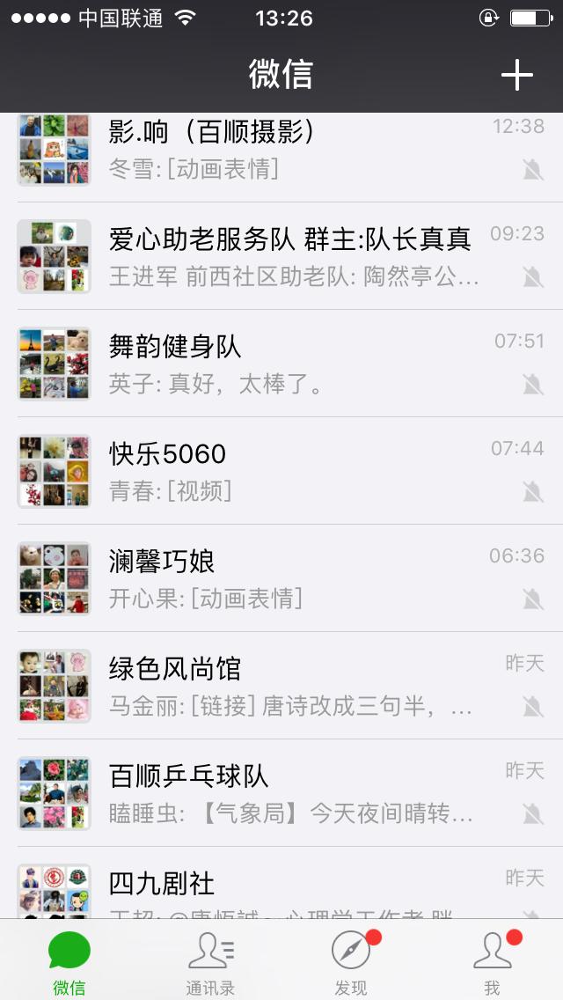 中国联通 13:26
微信
影.响（百顺摄影） 12:38
冬雪: [动画表情]
爱心助老服务队 群主:队长真真 09:23
王进军 前西社区助老队: 陶然亭公...
舞韵健身队 07:51
英子: 真好，太棒了。
快乐5060 07:44
青春: [视频]
澜馨巧娘 06:36
开心果: [动画表情]
绿色风尚馆 昨天
马金丽: [链接] 唐诗改成三句半，...
百顺乒乓球队 昨天
瞌睡虫: 【气象局】今天夜间晴转...
四九剧社 昨天
微信 通讯录 发现 我